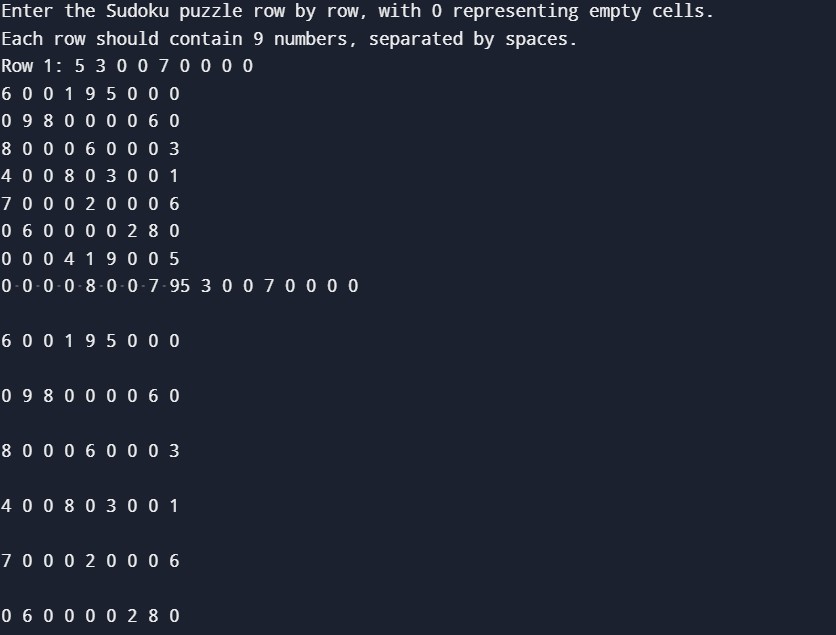 Enter the Sudoku puzzle row by row, with 0 representing empty cells.
Each row should contain 9 numbers, separated by spaces.
Row 1: 5 3 0 0 7 0 0 0 0
6 0 0 1 9 5 0 0 0
0 9 8 0 0 0 0 6 0
8 0 0 0 6 0 0 0 3
4 0 0 8 0 3 0 0 1
7 0 0 0 2 0 0 0 6
0 6 0 0 0 0 2 8 0
0 0 0 4 1 9 0 0 5
0·0·0·0·8·0·0·7·95 3 0 0 7 0 0 0 0
6 0 0 1 9 5 0 0 0
0 9 8 0 0 0 0 6 0
8 0 0 0 6 0 0 0 3
4 0 0 8 0 3 0 0 1
7 0 0 0 2 0 0 0 6
0 6 0 0 0 0 2 8 0